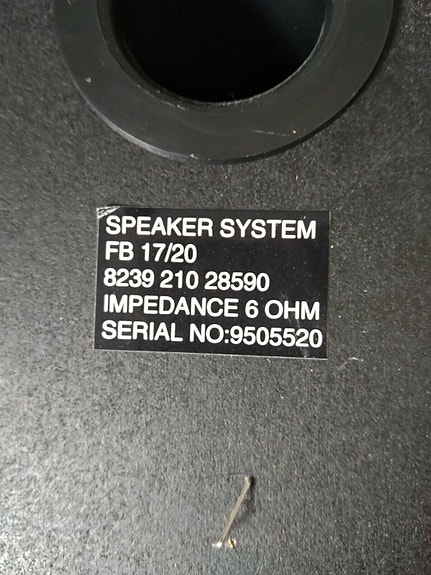 SPEAKER SYSTEM
FB 17/20
8239 210 28590
IMPEDANCE 6 OHM
SERIAL NO:9505520